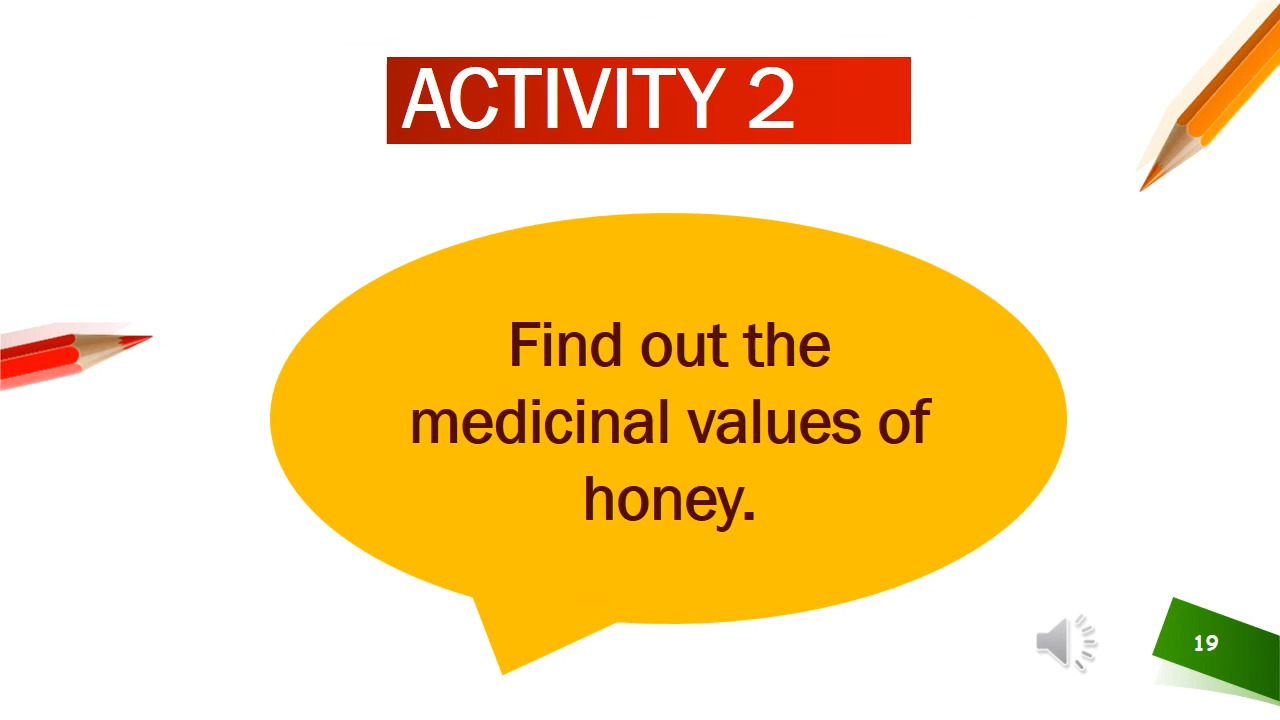 ACTIVITY 2
Find out the
medicinal values of
honey.
19